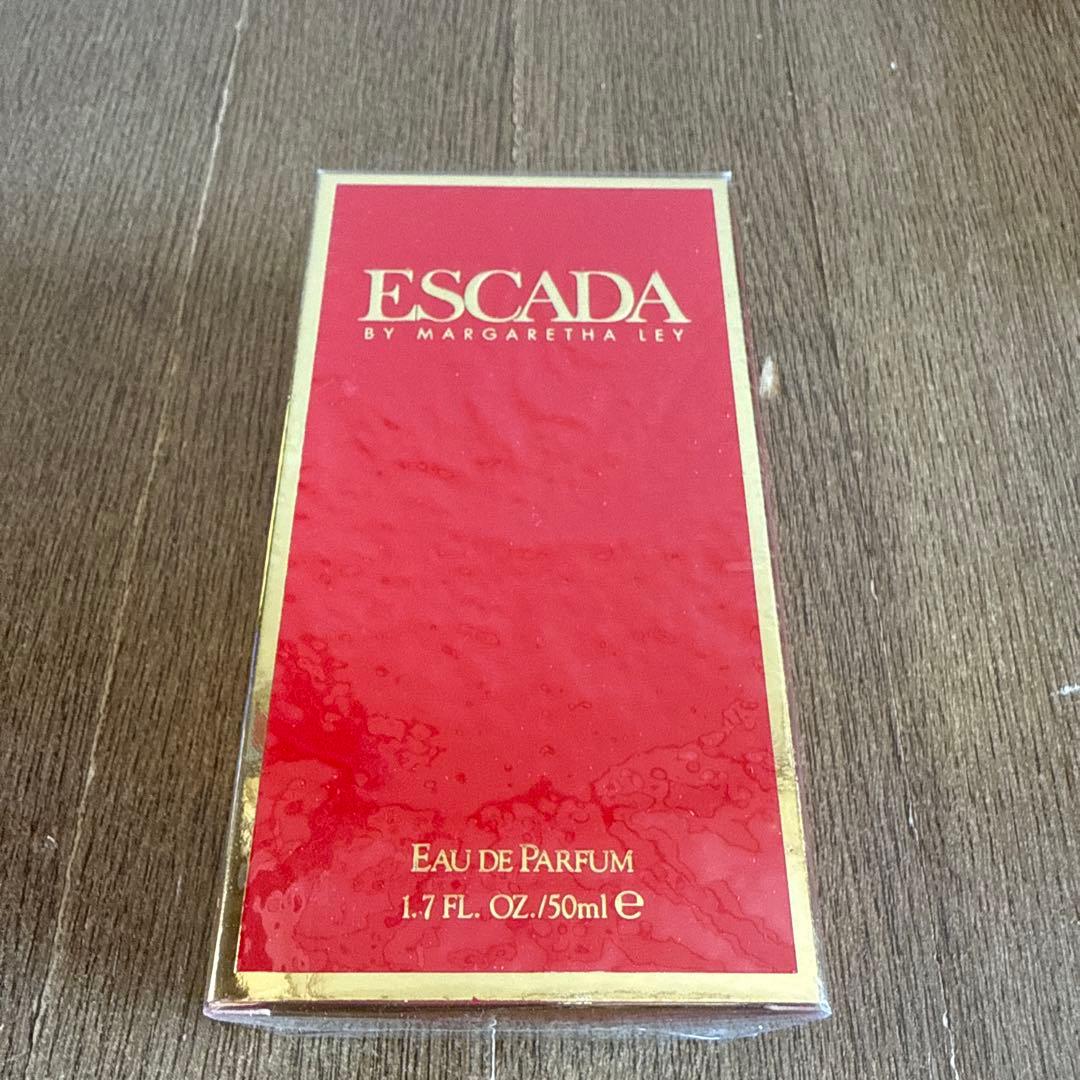 ESCADA
BY MARGARETHA LEY
EAU DE PARFUM
1.7 FL. OZ./50ml ℮